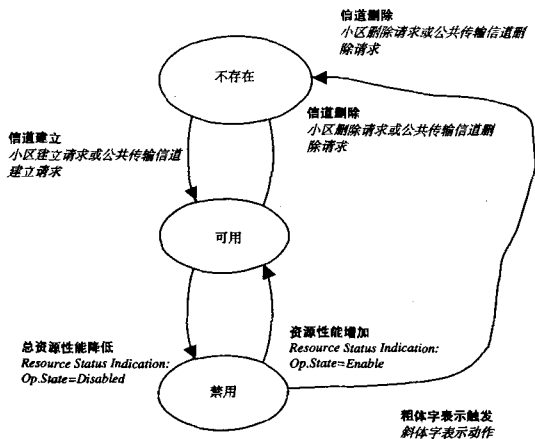 信道删除
小区删除请求或公共传输信道删
除请求
不存在
信道删除
小区删除请求或公共传输信道删
除请求
信道建立
小区建立请求或公共传输信道
建立请求
可用
总资源性能降低
Resource Status Indication:
Op.State=Disabled
资源性能增加
Resource Status Indication:
Op.State=Enable
禁用
粗体字表示触发
斜体字表示动作